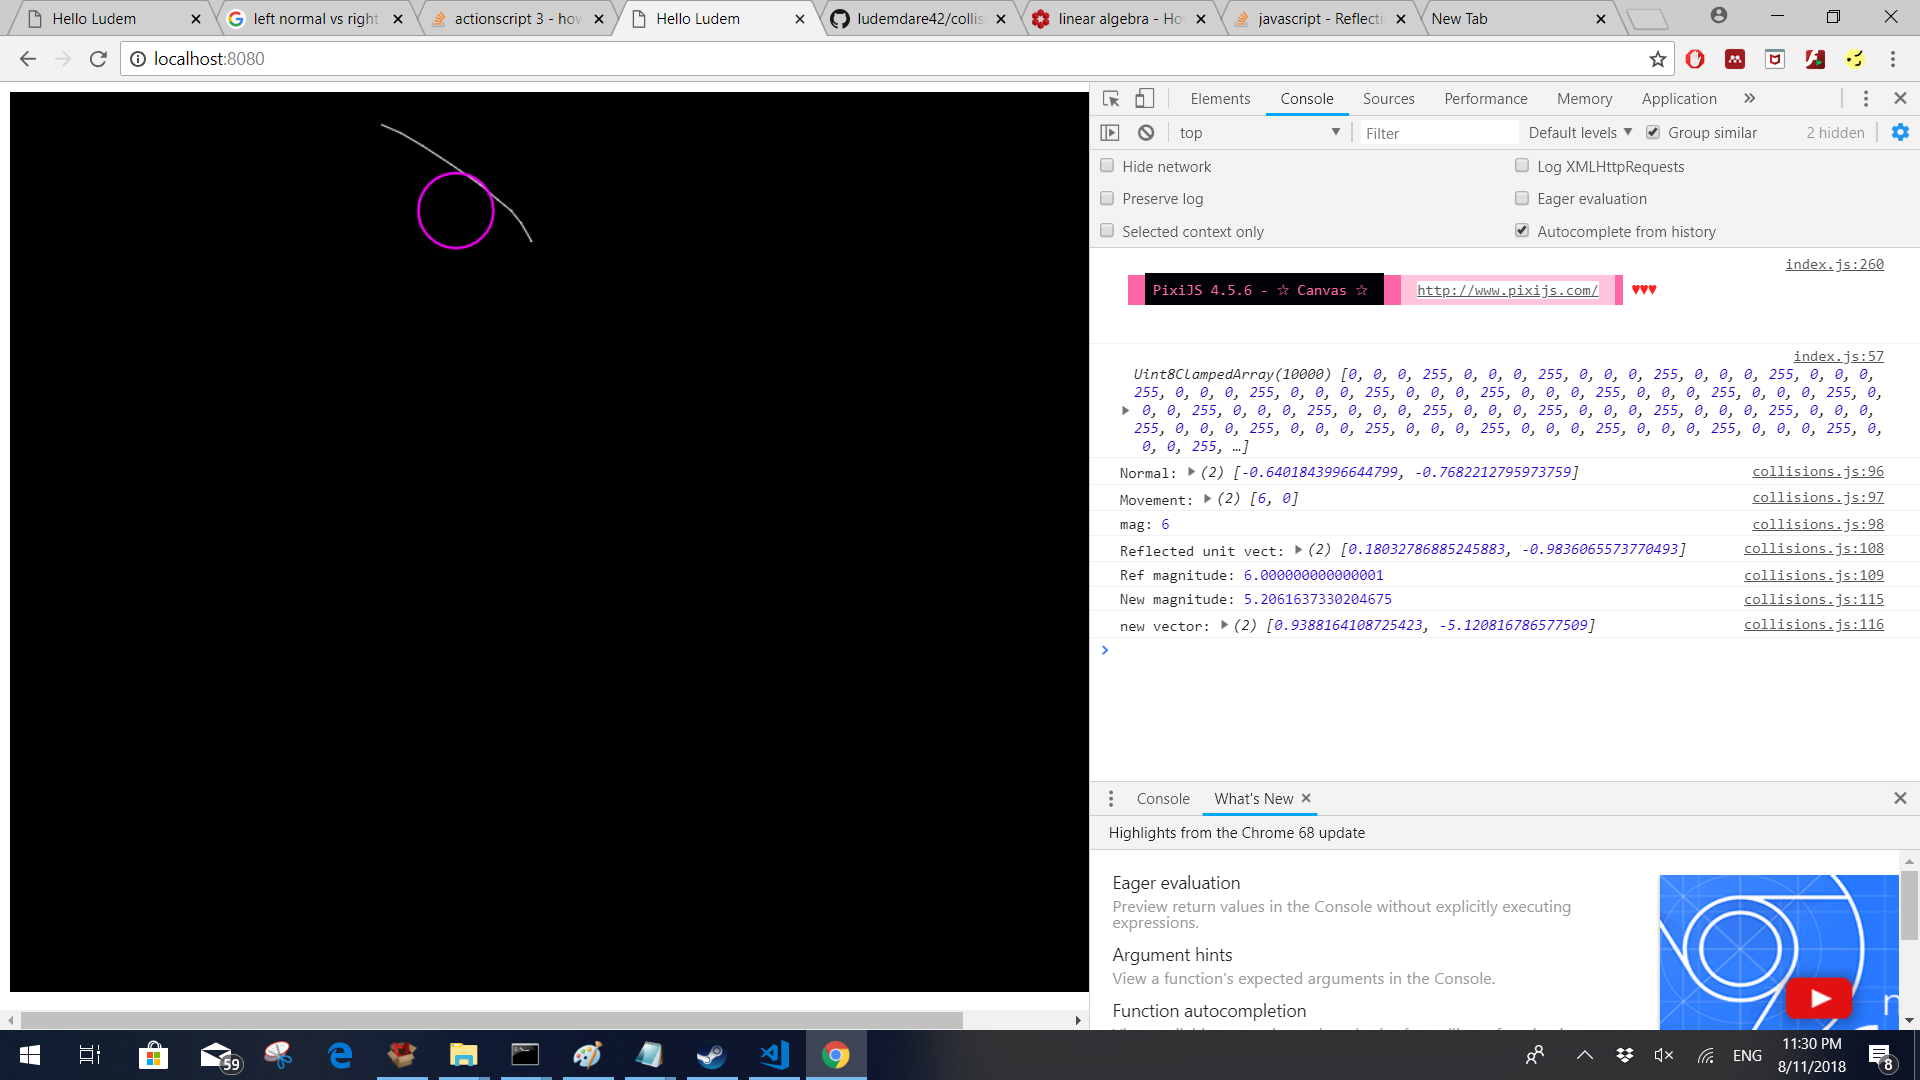 Hello Ludem
left normal vs right
actionscript 3 - how
Hello Ludem
ludemdare42/collis
linear algebra - Ho
javascript - Reflecti
New Tab
localhost:8080
Elements Console Sources Performance Memory Application »
top Filter Default levels Group similar 2 hidden
Hide network Log XMLHttpRequests
Preserve log Eager evaluation
Selected context only Autocomplete from history
index.js:260
PixiJS 4.5.6 - ☆ Canvas ☆ http://www.pixijs.com/ ♥♥♥
index.js:57
Uint8ClampedArray(10000) [0, 0, 0, 255, 0, 0, 0, 255, 0, 0, 0, 255, 0, 0, 0, 255, 0, 0, 0,
255, 0, 0, 0, 255, 0, 0, 0, 255, 0, 0, 0, 255, 0, 0, 0, 255, 0, 0, 0, 255, 0, 0, 0, 255, 0,
0, 0, 255, 0, 0, 0, 255, 0, 0, 0, 255, 0, 0, 0, 255, 0, 0, 0, 255, 0, 0, 0, 255, 0, 0, 0,
255, 0, 0, 0, 255, 0, 0, 0, 255, 0, 0, 0, 255, 0, 0, 0, 255, 0, 0, 0, 255, 0, 0, 0, 255, 0,
0, 0, 255, …]
Normal: (2) [-0.6401843996644799, -0.7682212795973759] collisions.js:96
Movement: (2) [6, 0] collisions.js:97
mag: 6 collisions.js:98
Reflected unit vect: (2) [0.18032786885245883, -0.9836065573770493] collisions.js:108
Ref magnitude: 6.000000000000001 collisions.js:109
New magnitude: 5.2061637330204675 collisions.js:115
new vector: (2) [0.9388164108725423, -5.120816786577509] collisions.js:116
Console What's New
Highlights from the Chrome 68 update
Eager evaluation
Preview return values in the Console without explicitly executing
expressions.
Argument hints
View a function's expected arguments in the Console.
Function autocompletion
59
ENG
11:30 PM
8/11/2018
8